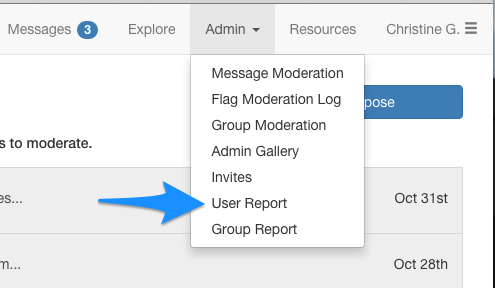 Messages 3 Explore Admin Resources Christine G.
Message Moderation
Flag Moderation Log
pose
Group Moderation
s to moderate.
Admin Gallery
Invites
es...
User Report
Oct 31st
Group Report
m...
Oct 28th